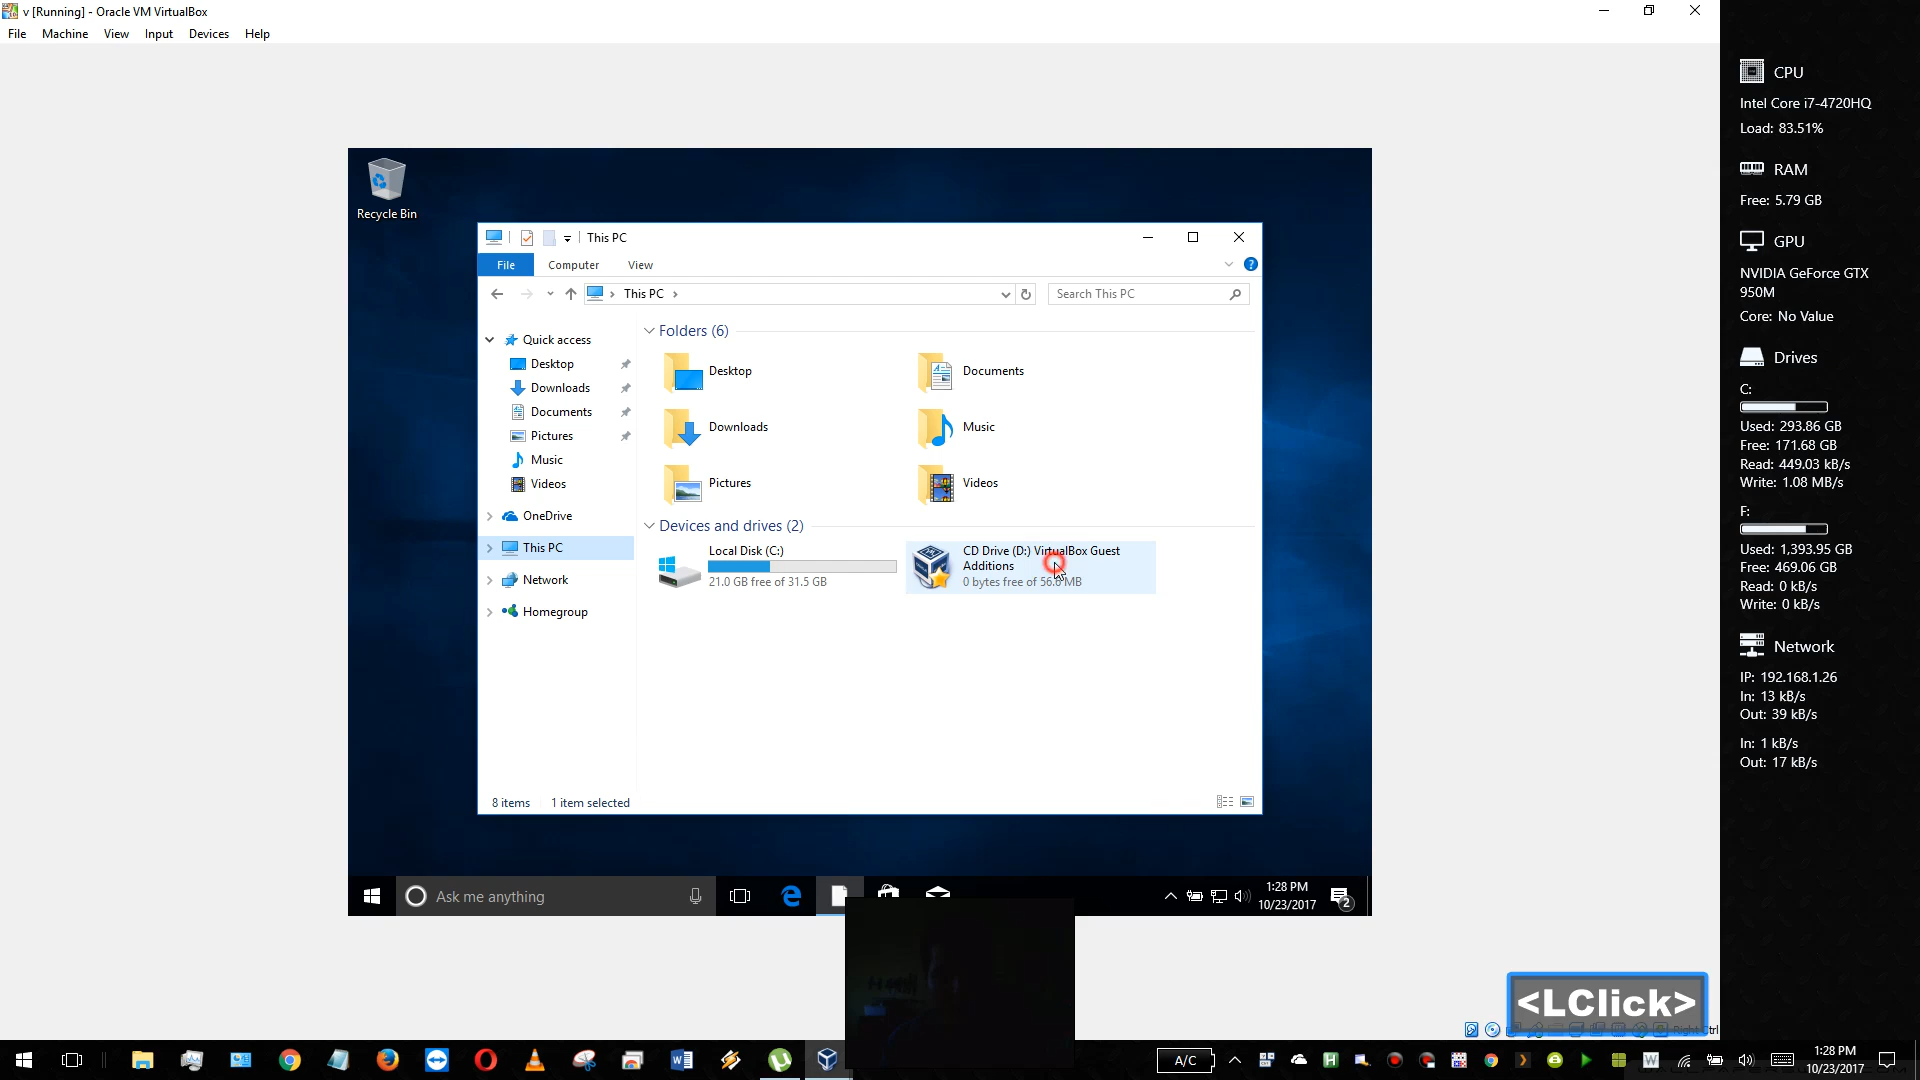 v [Running] - Oracle VM VirtualBox
File Machine View Input Devices Help
Recycle Bin
This PC
File Computer View
This PC
Search This PC
Quick access
Desktop
Downloads
Documents
Pictures
Music
Videos
OneDrive
This PC
Network
Homegroup
Folders (6)
Desktop
Documents
Downloads
Music
Pictures
Videos
Devices and drives (2)
Local Disk (C:)
21.0 GB free of 31.5 GB
CD Drive (D:) VirtualBox Guest
Additions
0 bytes free of 56.6 MB
8 items 1 item selected
Ask me anything
1:28 PM
10/23/2017
2
CPU
Intel Core i7-4720HQ
Load: 83.51%
RAM
Free: 5.79 GB
GPU
NVIDIA GeForce GTX
950M
Core: No Value
Drives
C:
Used: 293.86 GB
Free: 171.68 GB
Read: 449.03 kB/s
Write: 1.08 MB/s
F:
Used: 1,393.95 GB
Free: 469.06 GB
Read: 0 kB/s
Write: 0 kB/s
Network
IP: 192.168.1.26
In: 13 kB/s
Out: 39 kB/s
In: 1 kB/s
Out: 17 kB/s
<LClick>
Right Ctrl
A/C
1:28 PM
10/23/2017